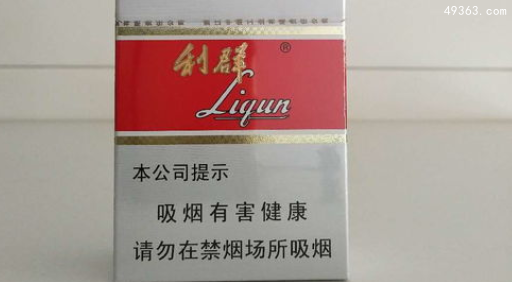 49363.com
利群®
Liqun
本公司提示
吸烟有害健康
请勿在禁烟场所吸烟